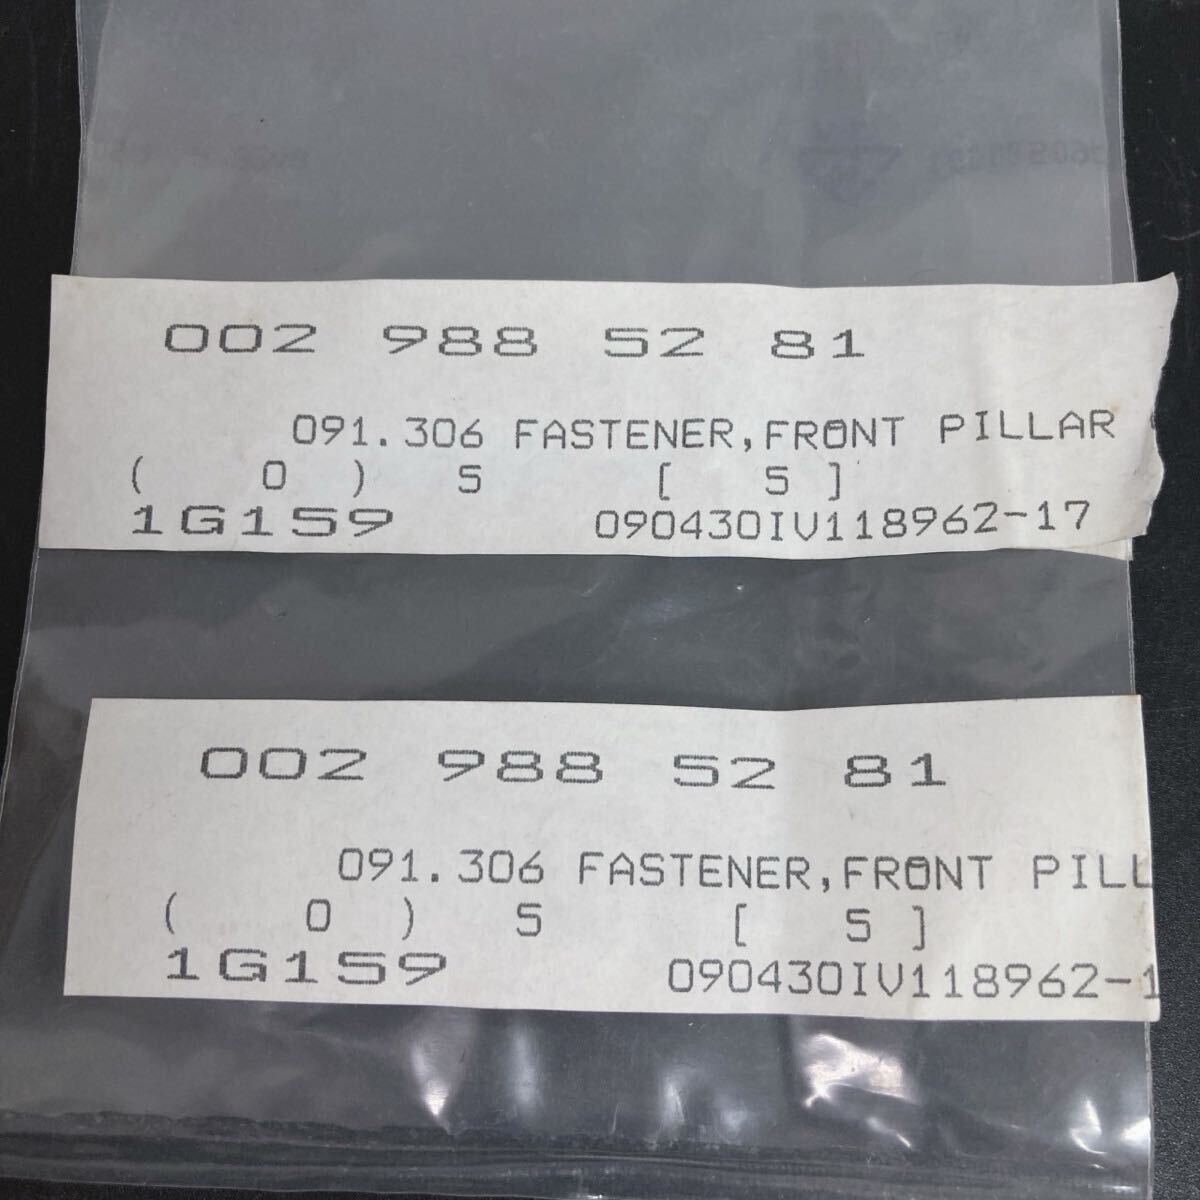 002 988 52 81
091.306 FASTENER,FRONT PILLAR
( 0 ) 5 [ 5 ]
1G159
090430IV118962-17
002 988 52 81
091.306 FASTENER,FRONT PILL
( 0 ) 5 [ 5 ]
1G159
090430IV118962-1